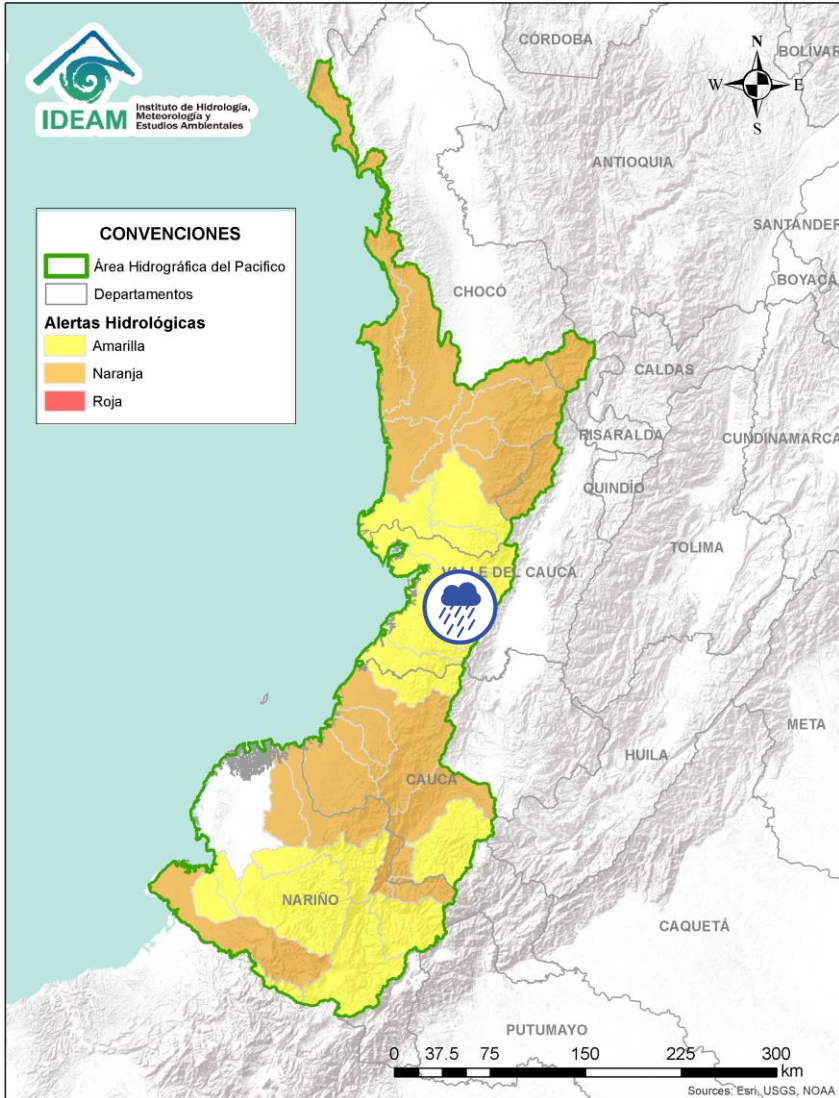 IDEAM
Instituto de Hidrología,
Meteorología y
Estudios Ambientales
N
W
E
S
CONVENCIONES
Área Hidrográfica del Pacifico
Departamentos
Alertas Hidrológicas
Amarilla
Naranja
Roja
CÓRDOBA
BOLÍVAR
ANTIOQUIA
SANTANDER
BOYACÁ
CHOCÓ
CALDAS
RISARALDA
CUNDINAMARCA
QUINDÍO
TOLIMA
VALLE DEL CAUCA
META
HUILA
CAUCA
NARIÑO
CAQUETÁ
PUTUMAYO
0 37.5 75 150 225 300
km
Sources: Esri, USGS, NOAA